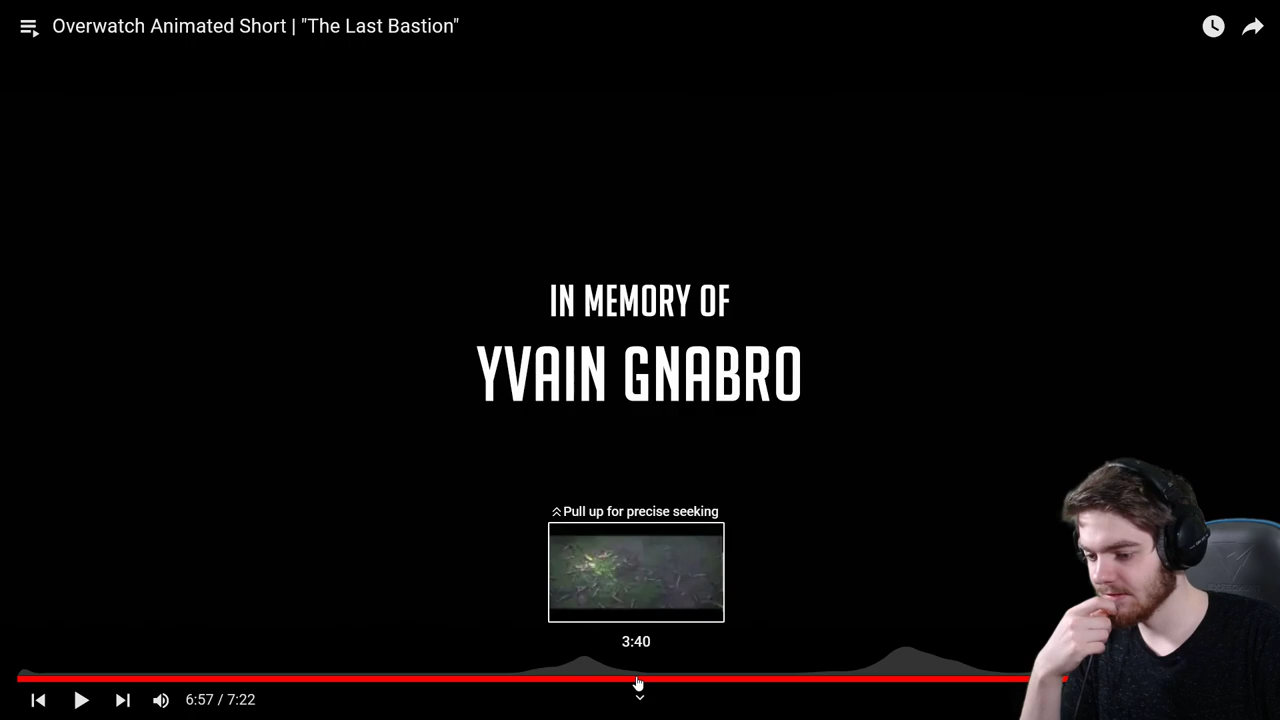 Overwatch Animated Short | "The Last Bastion"
IN MEMORY OF
YVAIN GNABRO
Pull up for precise seeking
3:40
6:57 / 7:22